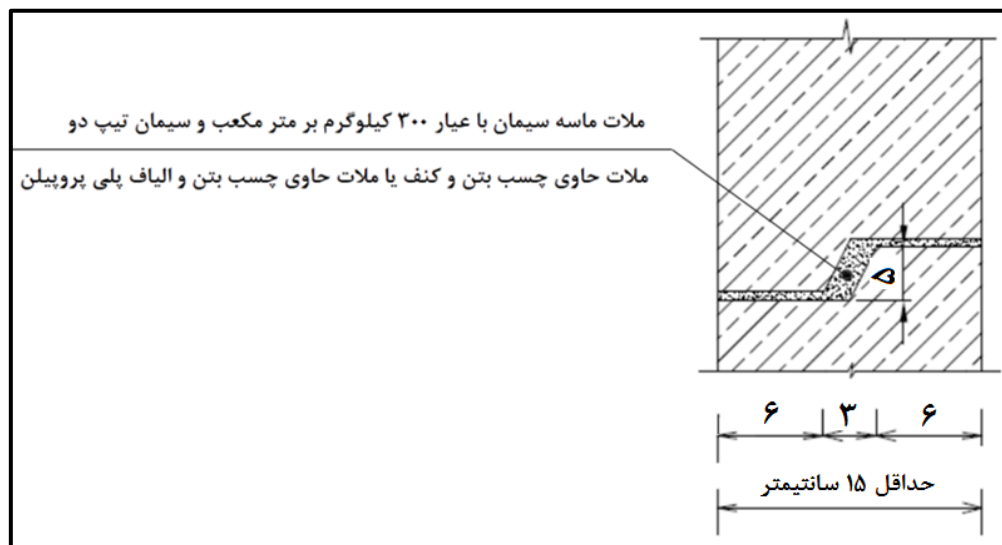 ملات ماسه سیمان با عیار ۳۰۰ کیلوگرم بر متر مکعب و سیمان تیپ دو
ملات حاوی چسب بتن و کنف یا ملات حاوی چسب بتن و الیاف پلی پروپیلن
۵
۶ ۳ ۶
حداقل ۱۵ سانتیمتر